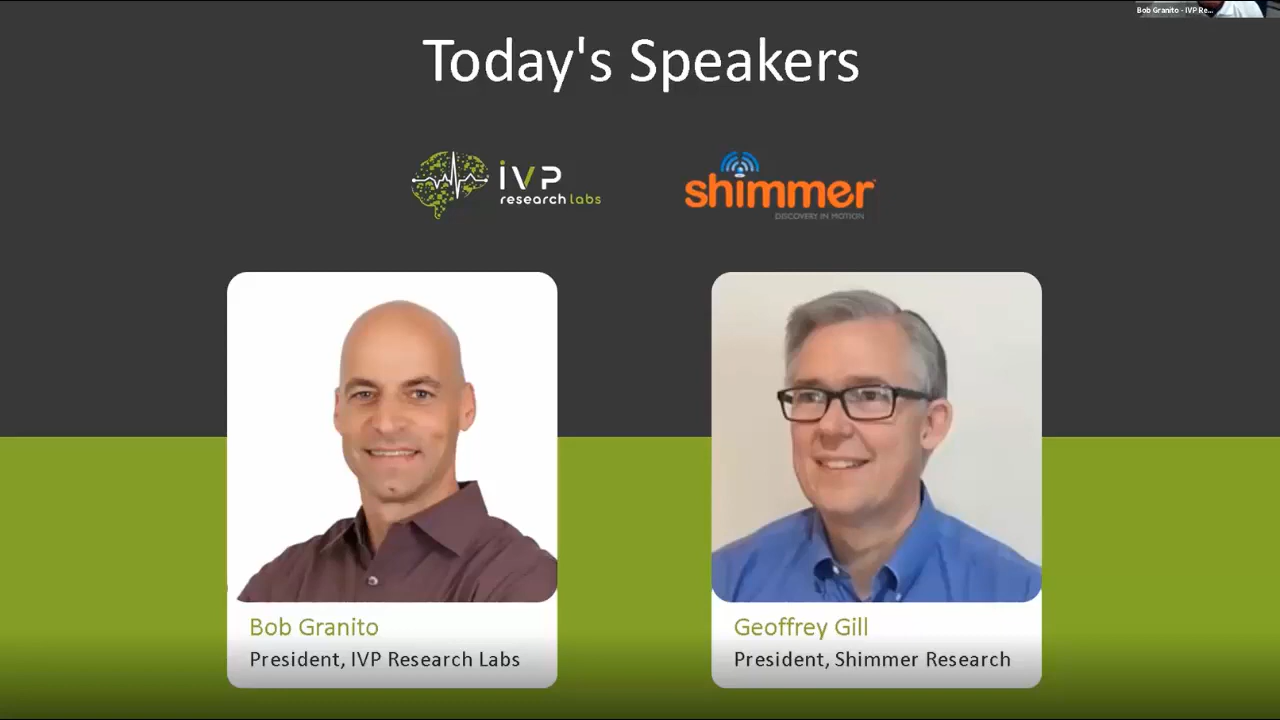 Bob Granito - IVP Re...
Today's Speakers
IVP
research labs
shimmer
DISCOVERY IN MOTION
Bob Granito
President, IVP Research Labs
Geoffrey Gill
President, Shimmer Research